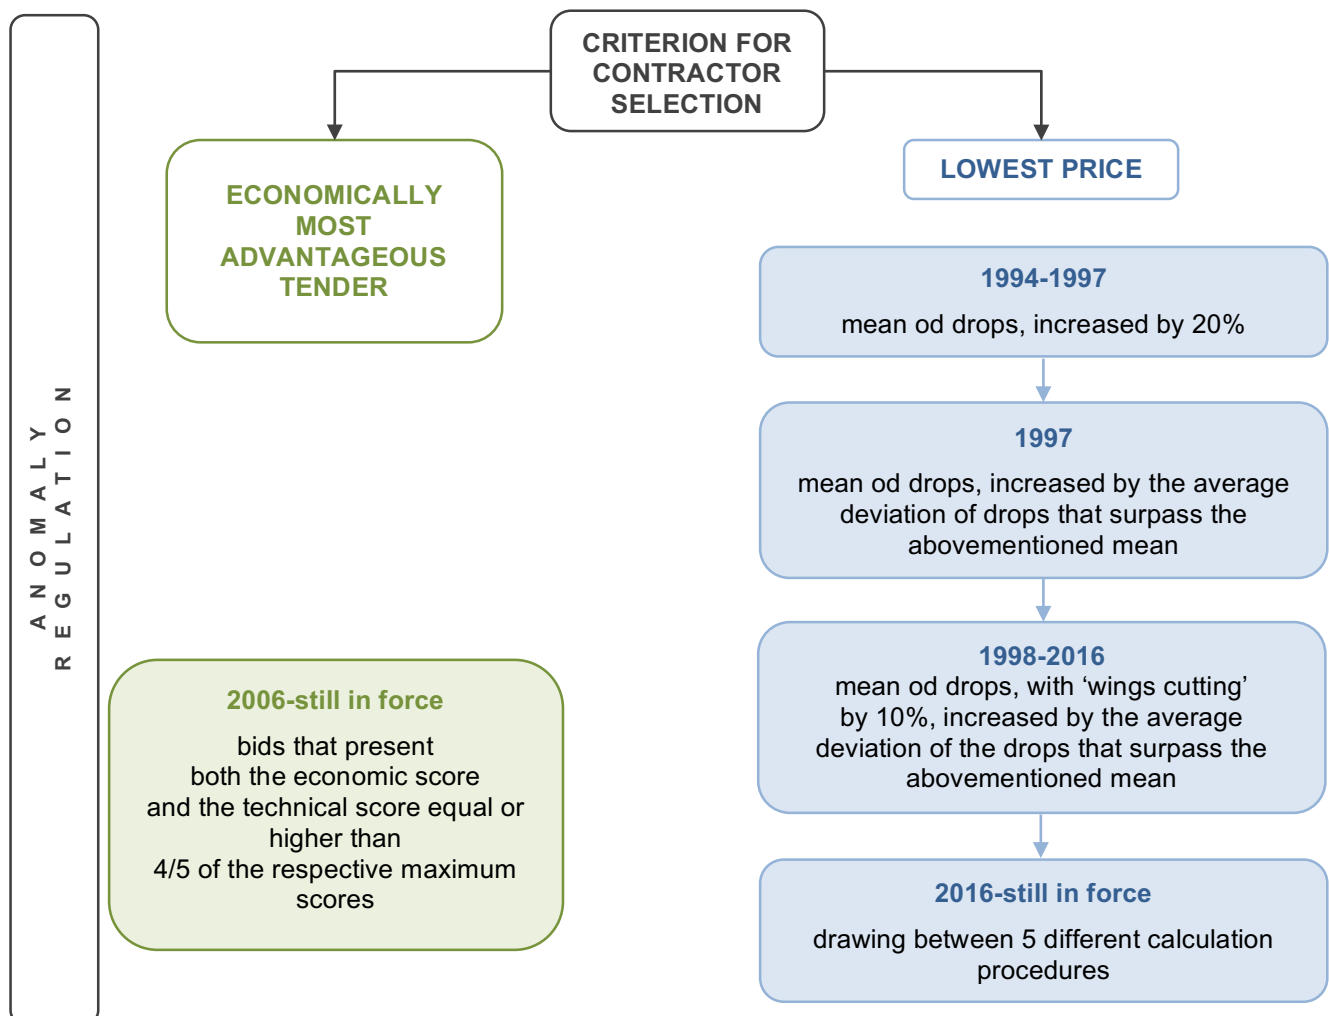 CRITERION FOR
CONTRACTOR
SELECTION
ECONOMICALLY
MOST
ADVANTAGEOUS
TENDER
LOWEST PRICE
1994-1997
mean od drops, increased by 20%
1997
mean od drops, increased by the average
deviation of drops that surpass the
abovementioned mean
1998-2016
mean od drops, with ‘wings cutting’
by 10%, increased by the average
deviation of the drops that surpass the
abovementioned mean
2016-still in force
drawing between 5 different calculation
procedures
2006-still in force
bids that present
both the economic score
and the technical score equal or
higher than
4/5 of the respective maximum
scores
ANOMALY
REGULATION